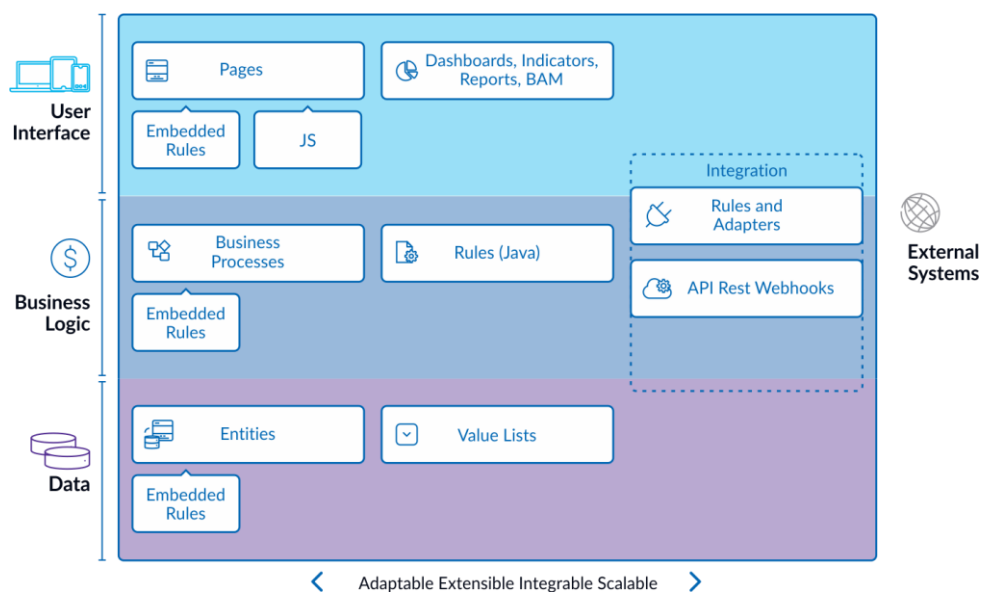 User
Interface
Pages
Dashboards, Indicators,
Reports, BAM
Embedded
Rules
JS
Integration
Rules and
Adapters
API Rest Webhooks
External
Systems
Business
Logic
Business
Processes
Rules (Java)
Embedded
Rules
Data
Entities
Value Lists
Embedded
Rules
Adaptable Extensible Integrable Scalable